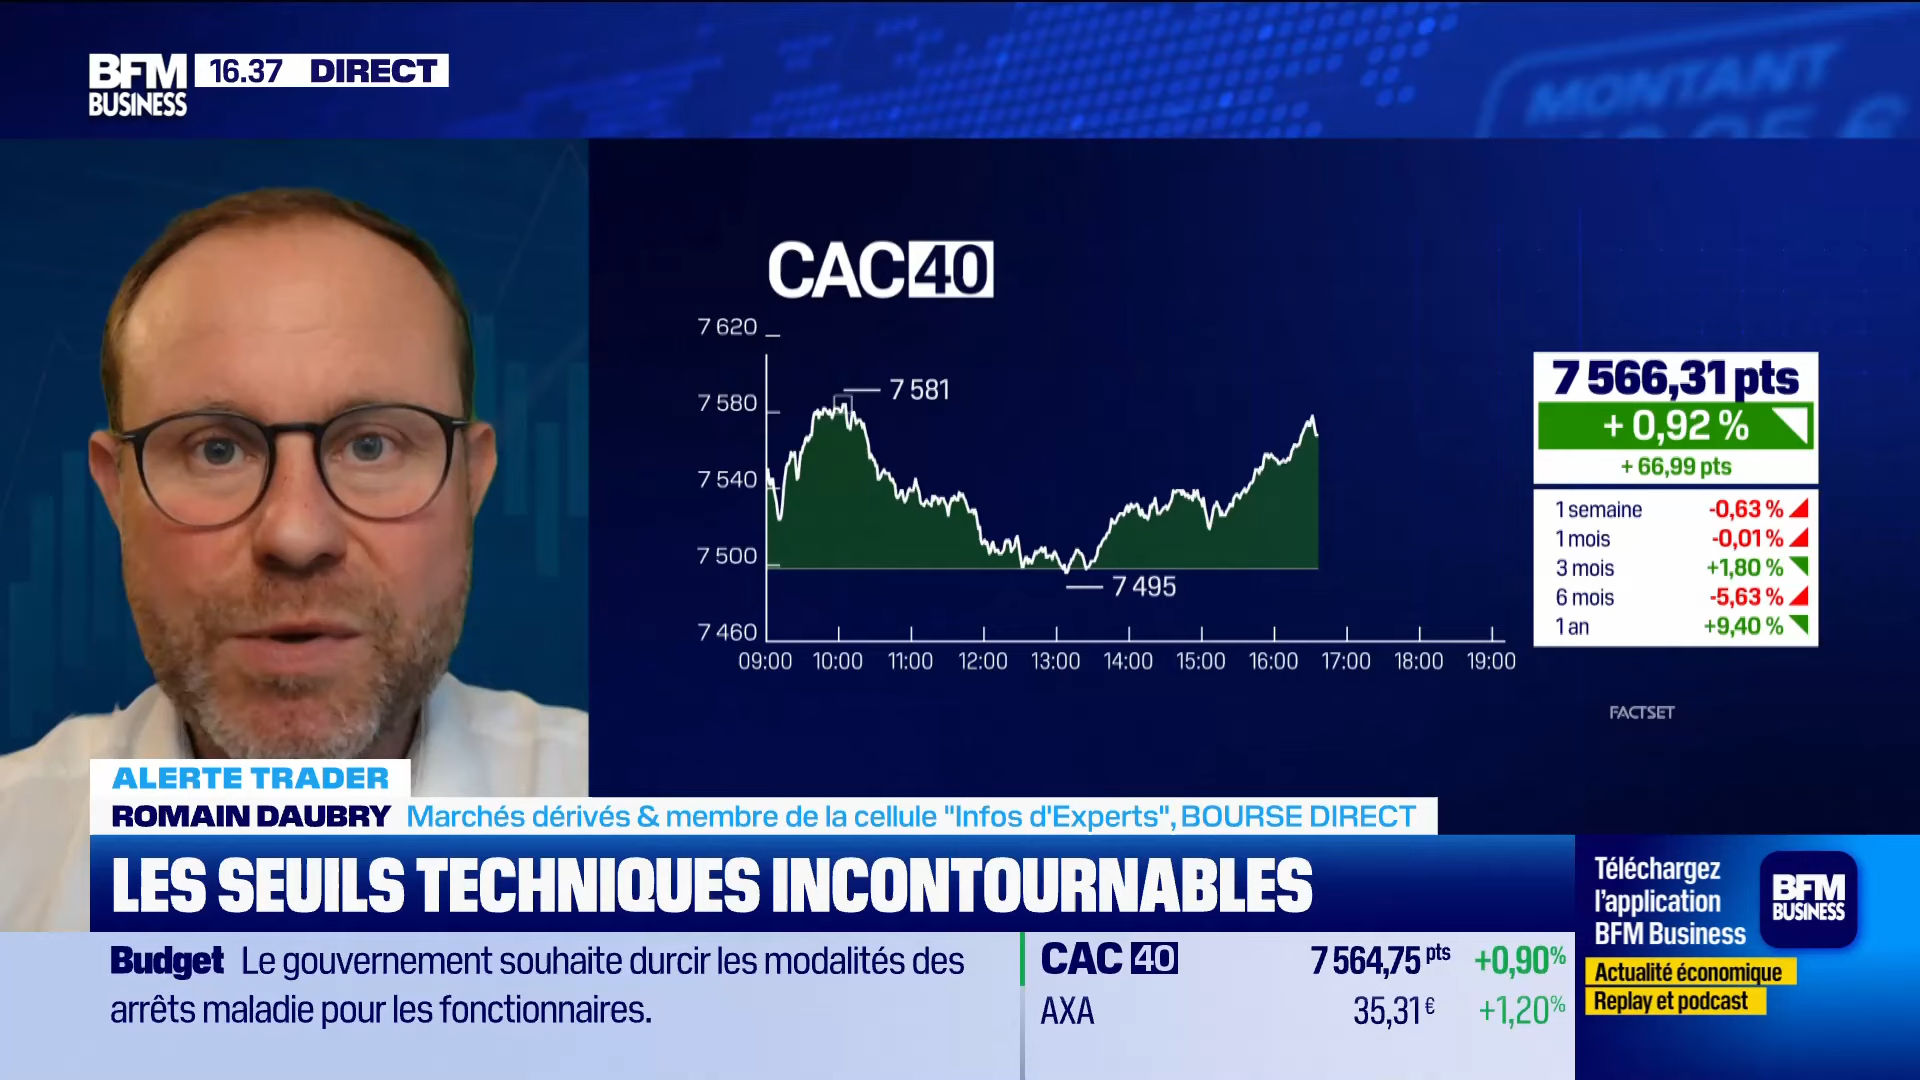 BFM
BUSINESS
16.37 DIRECT
MONTANT
CAC40
7 620
7 580
7 540
7 500
7 460
7 581
7 495
09:00 10:00 11:00 12:00 13:00 14:00 15:00 16:00 17:00 18:00 19:00
7 566,31 pts
+ 0,92 %
+ 66,99 pts
1 semaine -0,63 %
1 mois -0,01 %
3 mois +1,80 %
6 mois -5,63 %
1 an +9,40 %
FACTSET
ALERTE TRADER
ROMAIN DAUBRY Marchés dérivés & membre de la cellule "Infos d'Experts", BOURSE DIRECT
LES SEUILS TECHNIQUES INCONTOURNABLES
Budget Le gouvernement souhaite durcir les modalités des
arrêts maladie pour les fonctionnaires.
CAC 40 7 564,75 pts +0,90%
AXA 35,31 € +1,20%
Téléchargez
l'application
BFM Business
BFM
BUSINESS
Actualité économique
Replay et podcast